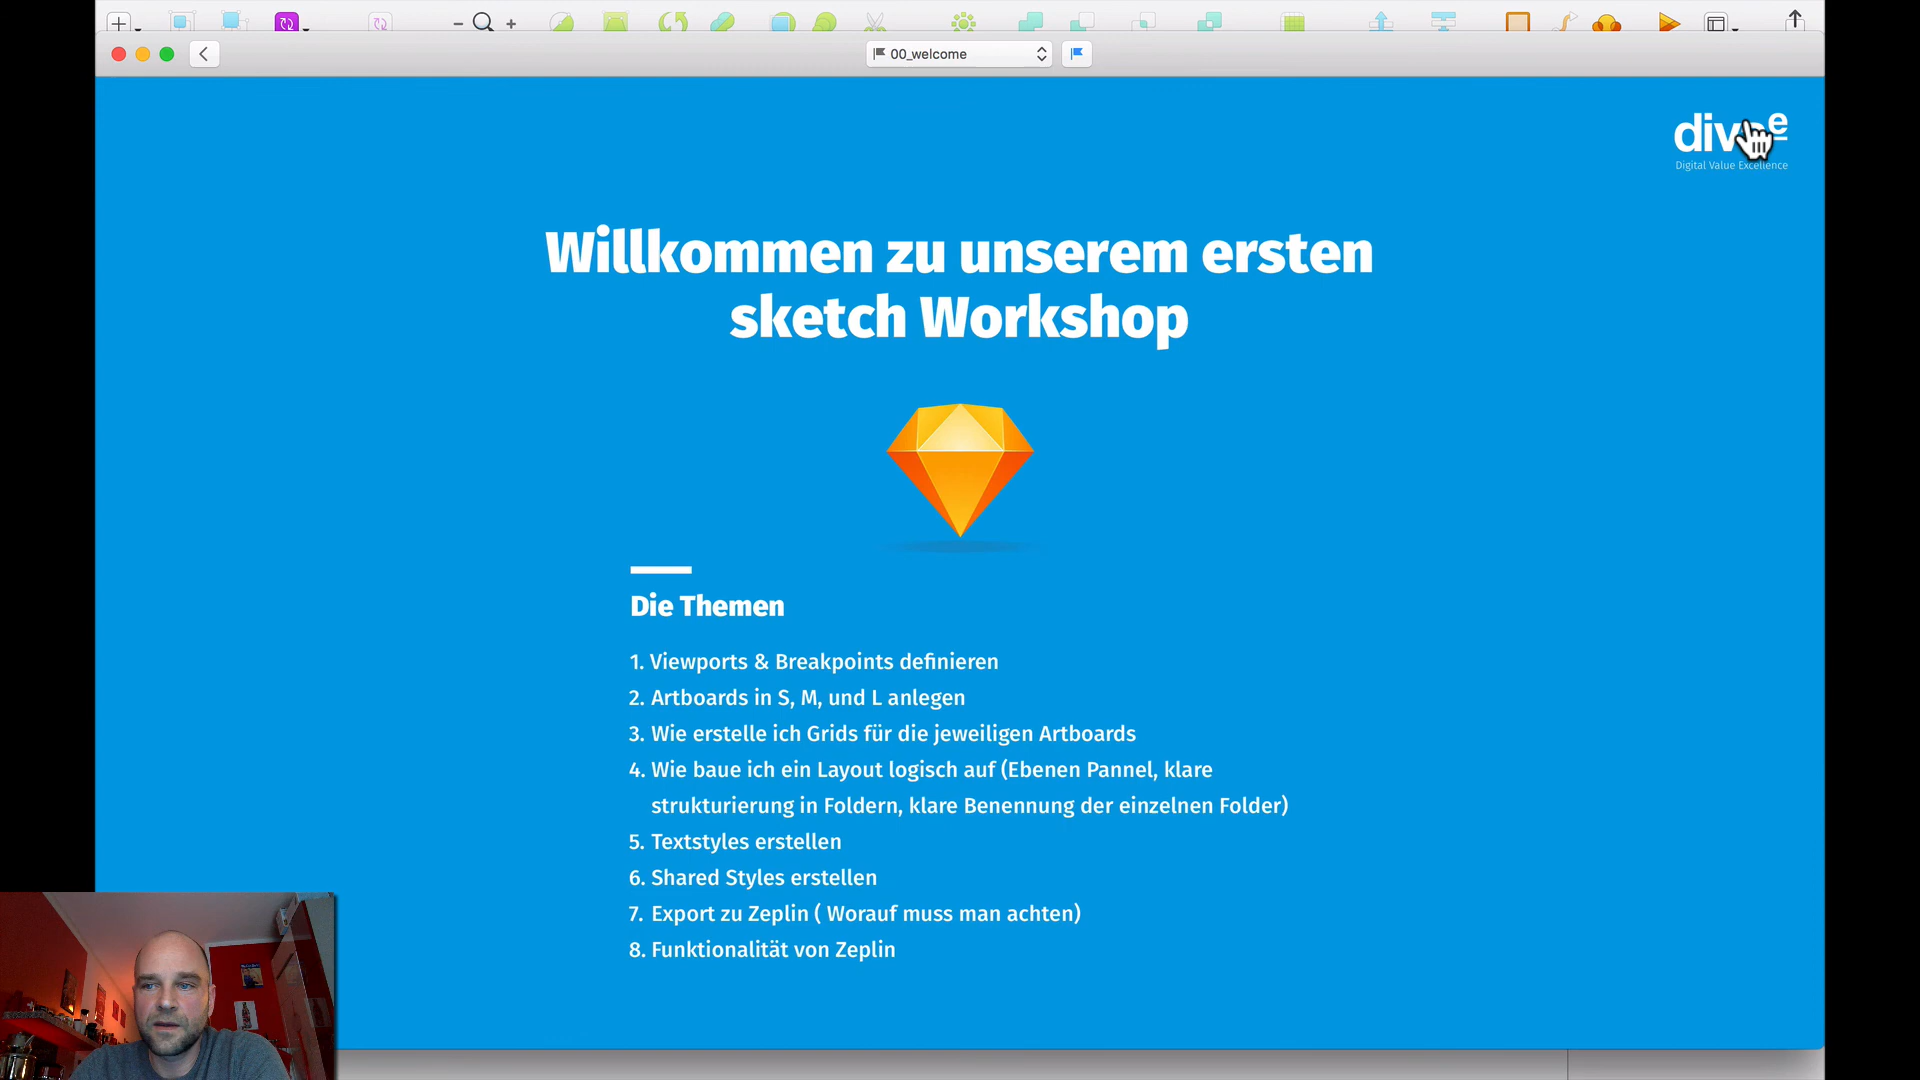 00_welcome
Digital Value Excellence
Willkommen zu unserem ersten
sketch Workshop
Die Themen
1. Viewports & Breakpoints definieren
2. Artboards in S, M, und L anlegen
3. Wie erstelle ich Grids für die jeweiligen Artboards
4. Wie baue ich ein Layout logisch auf (Ebenen Pannel, klare
strukturierung in Foldern, klare Benennung der einzelnen Folder)
5. Textstyles erstellen
6. Shared Styles erstellen
7. Export zu Zeplin ( Worauf muss man achten)
8. Funktionalität von Zeplin